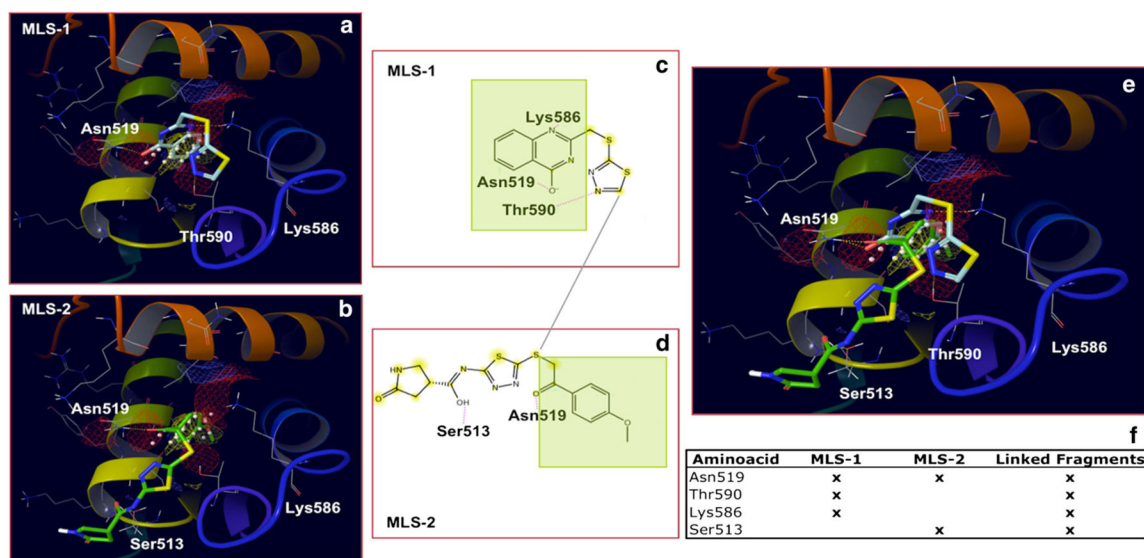 MLS-1
a
Asn519
Thr590
Lys586
MLS-2
b
Asn519
Lys586
Ser513
MLS-1
c
Lys586
N
S
N
S
N
Asn519
O-
N
Thr590
d
S
S
HN
N
N N
O
O
OH
Asn519
Ser513
O
MLS-2
e
Asn519
Thr590
Lys586
Ser513
f
Aminoacid MLS-1 MLS-2 Linked Fragments
Asn519 x x x
Thr590 x x
Lys586 x x
Ser513 x x